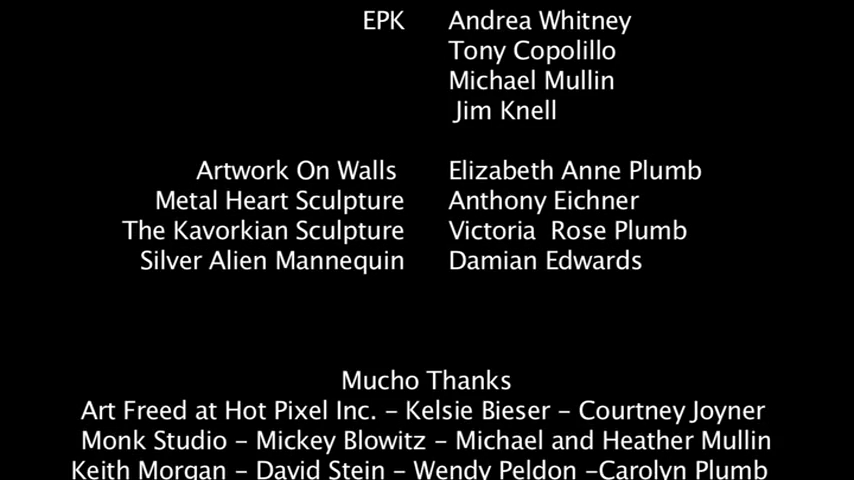 EPK Andrea Whitney
Tony Copolillo
Michael Mullin
Jim Knell
Artwork On Walls Elizabeth Anne Plumb
Metal Heart Sculpture Anthony Eichner
The Kavorkian Sculpture Victoria Rose Plumb
Silver Alien Mannequin Damian Edwards
Mucho Thanks
Art Freed at Hot Pixel Inc. - Kelsie Bieser - Courtney Joyner
Monk Studio - Mickey Blowitz - Michael and Heather Mullin
Keith Morgan - David Stein - Wendy Peldon -Carolyn Plumb